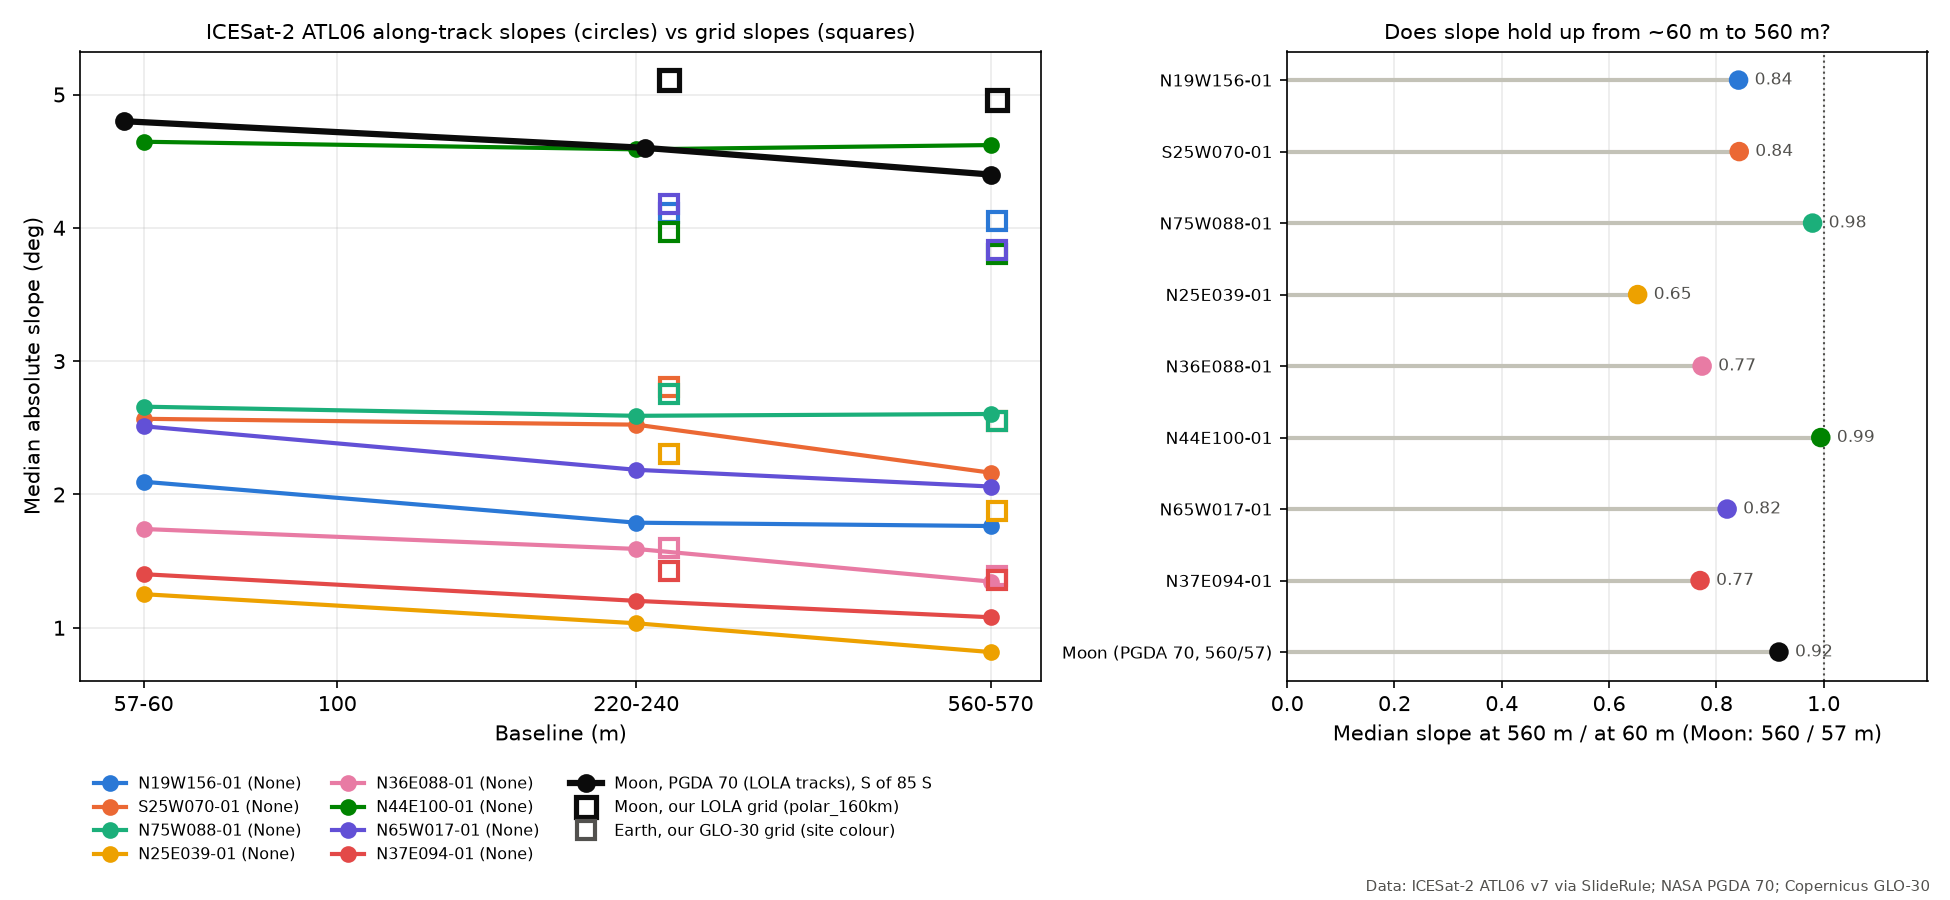 ICESat-2 ATL06 along-track slopes (circles) vs grid slopes (squares)
Median absolute slope (deg)
5
4
3
2
1
57-60
100
220-240
560-570
Baseline (m)
N19W156-01 (None)
S25W070-01 (None)
N75W088-01 (None)
N25E039-01 (None)
N36E088-01 (None)
N44E100-01 (None)
N65W017-01 (None)
N37E094-01 (None)
Moon, PGDA 70 (LOLA tracks), S of 85 S
Moon, our LOLA grid (polar_160km)
Earth, our GLO-30 grid (site colour)
Does slope hold up from ~60 m to 560 m?
N19W156-01 0.84
S25W070-01 0.84
N75W088-01 0.98
N25E039-01 0.65
N36E088-01 0.77
N44E100-01 0.99
N65W017-01 0.82
N37E094-01 0.77
Moon (PGDA 70, 560/57) 0.92
0.0 0.2 0.4 0.6 0.8 1.0
Median slope at 560 m / at 60 m (Moon: 560 / 57 m)
Data: ICESat-2 ATL06 v7 via SlideRule; NASA PGDA 70; Copernicus GLO-30